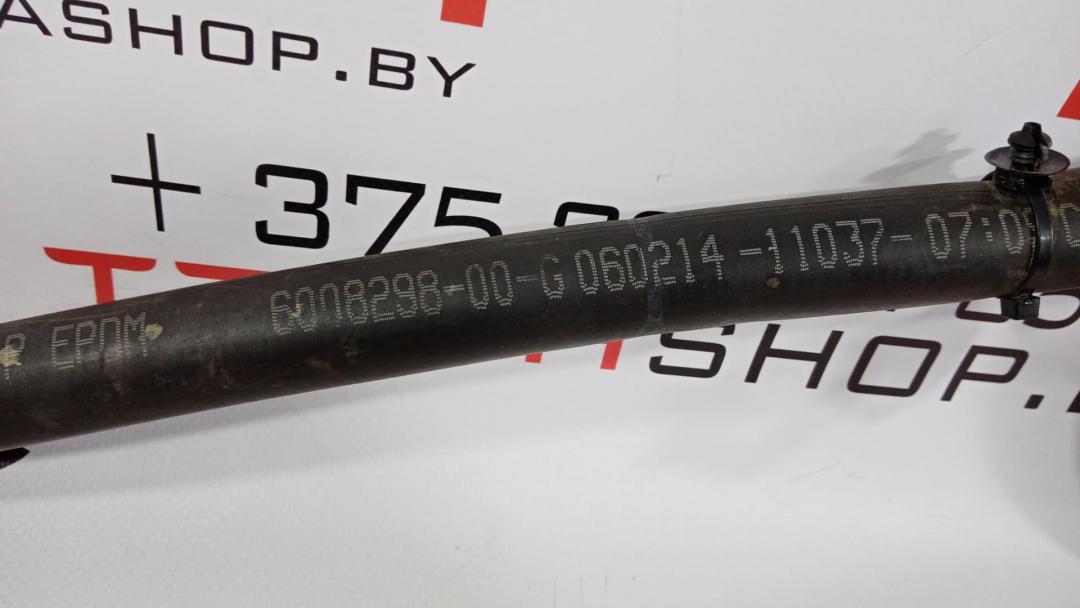 ASHOP.BY
+ 375
EPDM 6008298-00-G 060214-11037-07:0
SHOP.